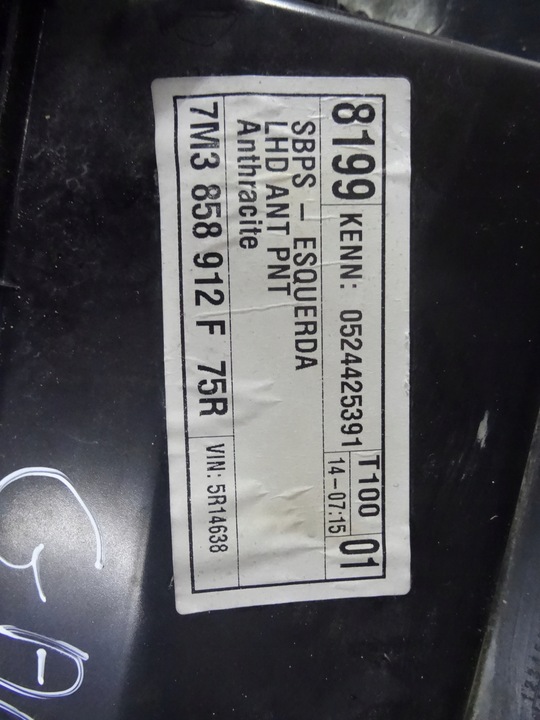 8199 KENN: 0524425391 T100 01
14-07:15
SBPS - ESQUERDA
LHD ANT PNT
Anthracite
7M3 858 912 F 75R VIN: 5R14638